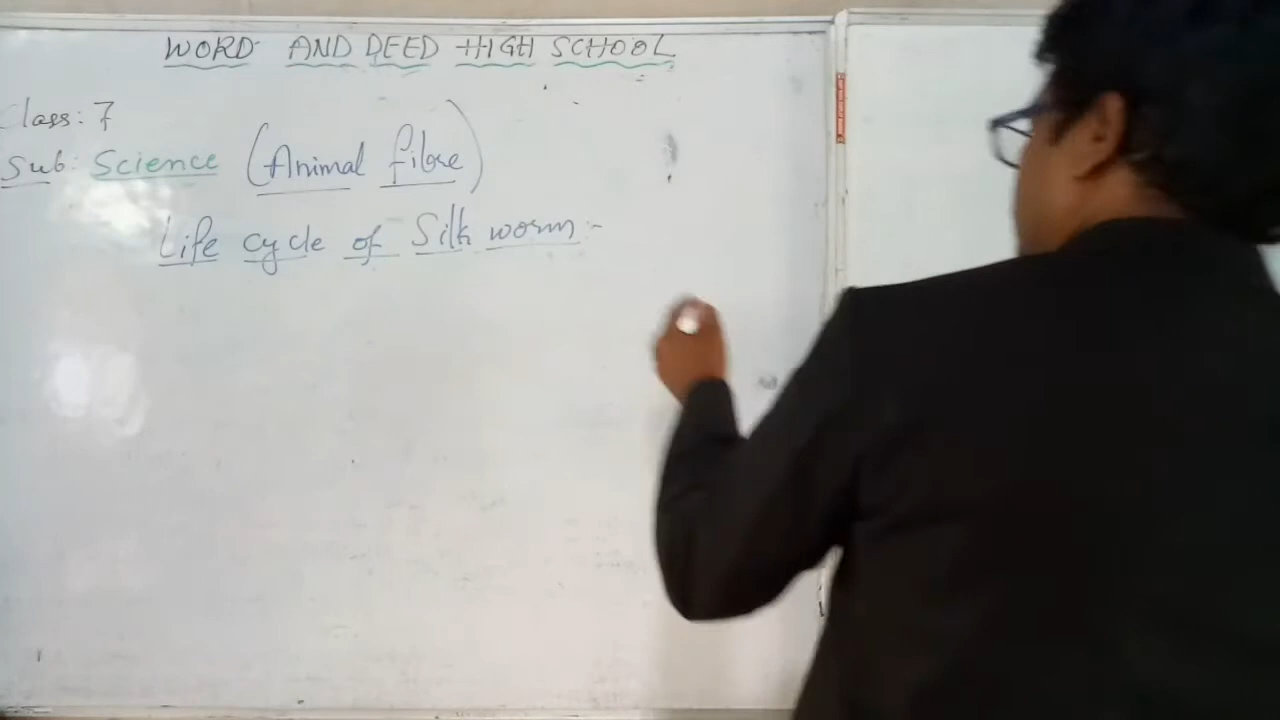 WORD AND DEED HIGH SCHOOL
Class: 7
Sub: Science (Animal fibre)
Life cycle of Silk worm:-